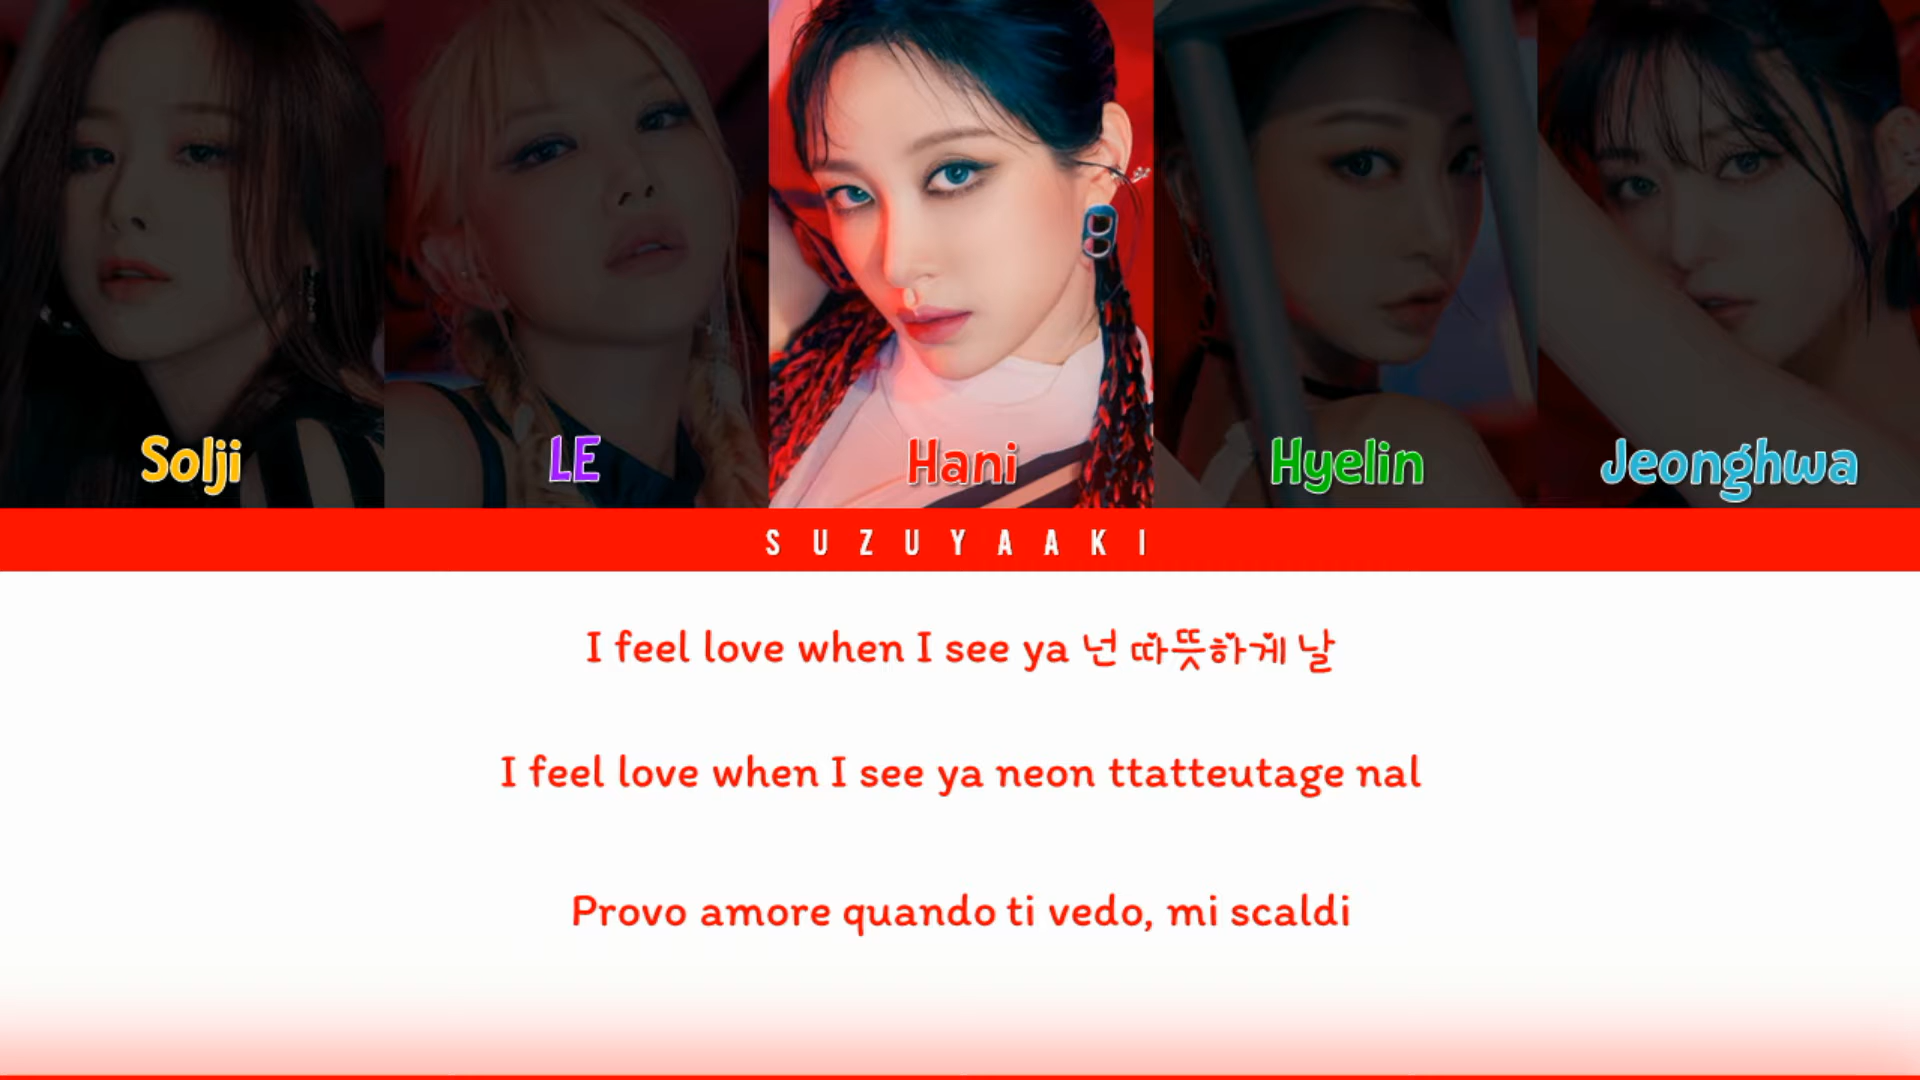 Solji
LE
Hani
Hyelin
Jeonghwa
SUZUYAAKI
I feel love when I see ya 넌 따뜻하게 날
I feel love when I see ya neon ttatteutage nal
Provo amore quando ti vedo, mi scaldi